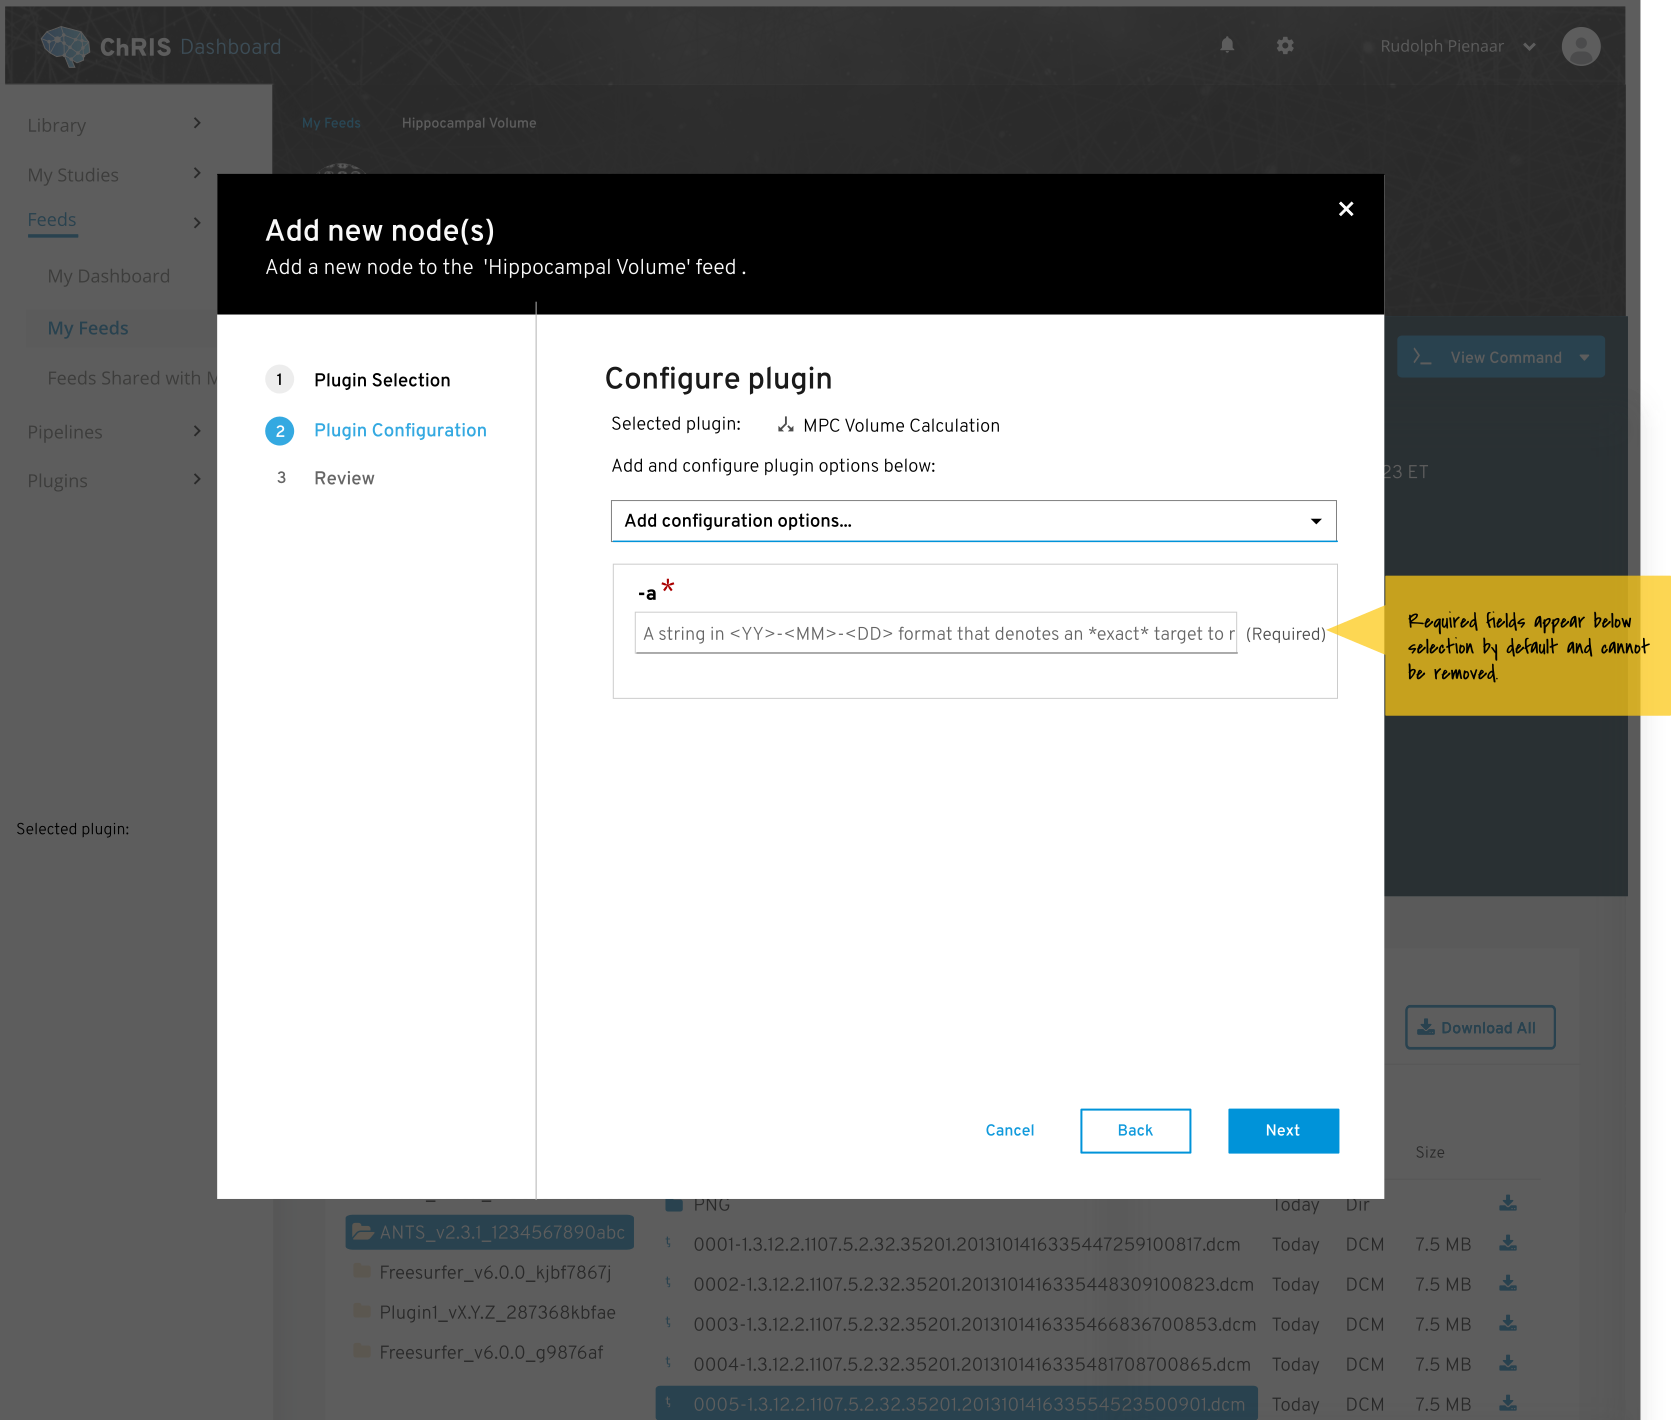 ChRIS Dashboard
Rudolph Pienaar
Library
My Feeds
Hippocampal Volume
My Studies
Feeds
My Dashboard
My Feeds
Feeds Shared with M
Pipelines
Plugins
Selected plugin:
Add new node(s)
Add a new node to the 'Hippocampal Volume' feed .
1 Plugin Selection
2 Plugin Configuration
3 Review
Configure plugin
Selected plugin: MPC Volume Calculation
Add and configure plugin options below:
Add configuration options...
-a *
A string in <YY>-<MM>-<DD> format that denotes an *exact* target to r (Required)
Cancel
Back
Next
View Command
23 ET
Required fields appear below
selection by default and cannot
be removed.
Download All
Size
ANTS_v2.3.1_1234567890abc
Freesurfer_v6.0.0_kjbf7867j
Plugin1_vX.Y.Z_287368kbfae
Freesurfer_v6.0.0_g9876af
PNG Today Dir
0001-1.3.12.2.1107.5.2.32.35201.2013101416335447259100817.dcm Today DCM 7.5 MB
0002-1.3.12.2.1107.5.2.32.35201.2013101416335448309100823.dcm Today DCM 7.5 MB
0003-1.3.12.2.1107.5.2.32.35201.2013101416335466836700853.dcm Today DCM 7.5 MB
0004-1.3.12.2.1107.5.2.32.35201.2013101416335481708700865.dcm Today DCM 7.5 MB
0005-1.3.12.2.1107.5.2.32.35201.201310141633554523500901.dcm Today DCM 7.5 MB